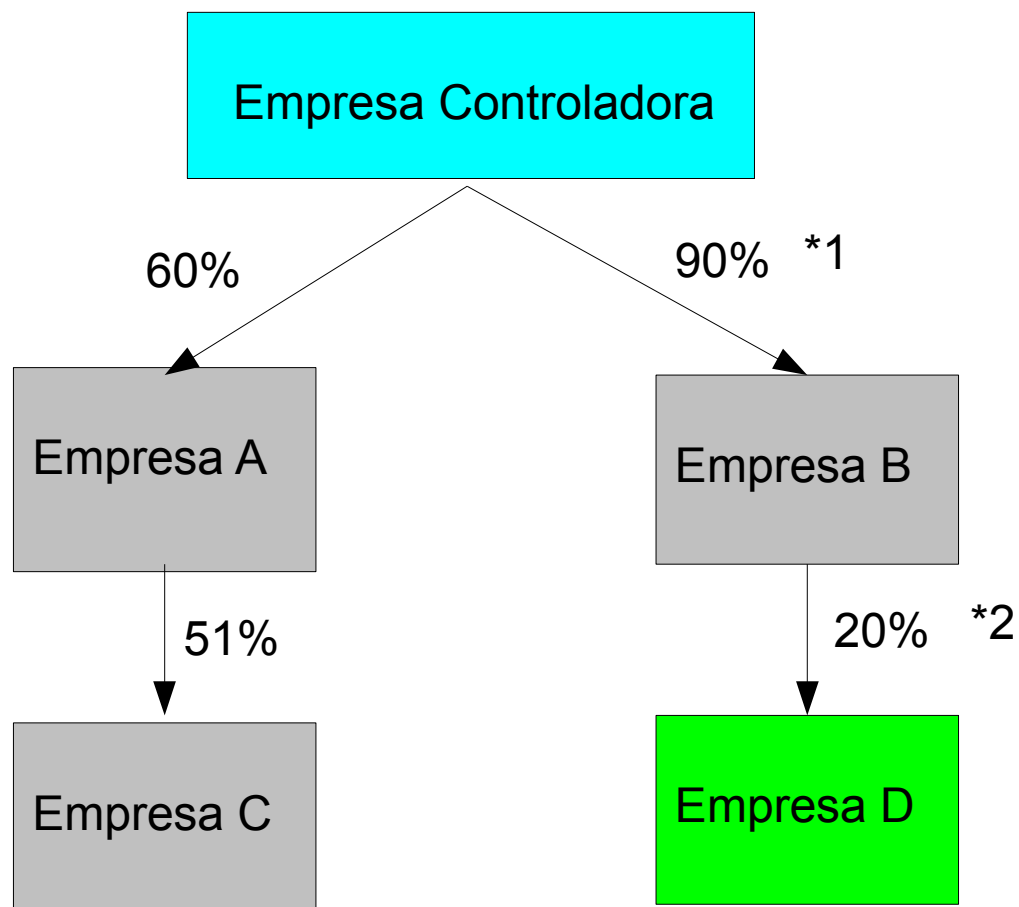 Empresa Controladora
60%
90% *1
Empresa A
Empresa B
51%
20% *2
Empresa C
Empresa D